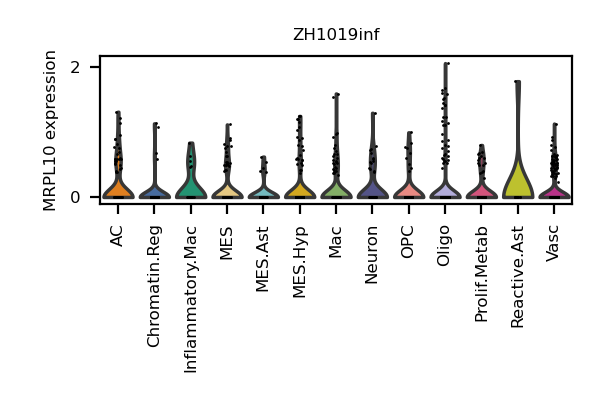 ZH1019inf
MRPL10 expression
2
0
AC
Chromatin.Reg
Inflammatory.Mac
MES
MES.Ast
MES.Hyp
Mac
Neuron
OPC
Oligo
Prolif.Metab
Reactive.Ast
Vasc